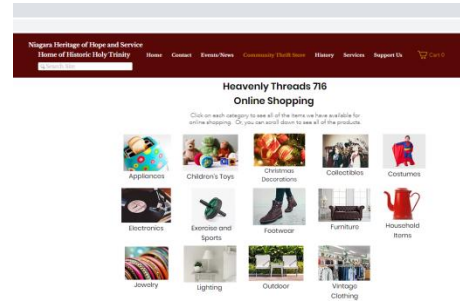 Niagara Heritage of Hope and Service
Home of Historic Holy Trinity
Search Site
Home Contact Events/News Community Thrift Store History Services Support Us Cart 0
Heavenly Threads 716
Online Shopping
Click on each category to see all of the items we have available for
online shopping. Or, you can scroll down to see all of the products.
Appliances
Children's Toys
Christmas
Decorations
Collectibles
Costumes
Electronics
Exercise and
Sports
Footwear
Furniture
Household
Items
Jewelry
Lighting
Outdoor
Vintage
Clothing